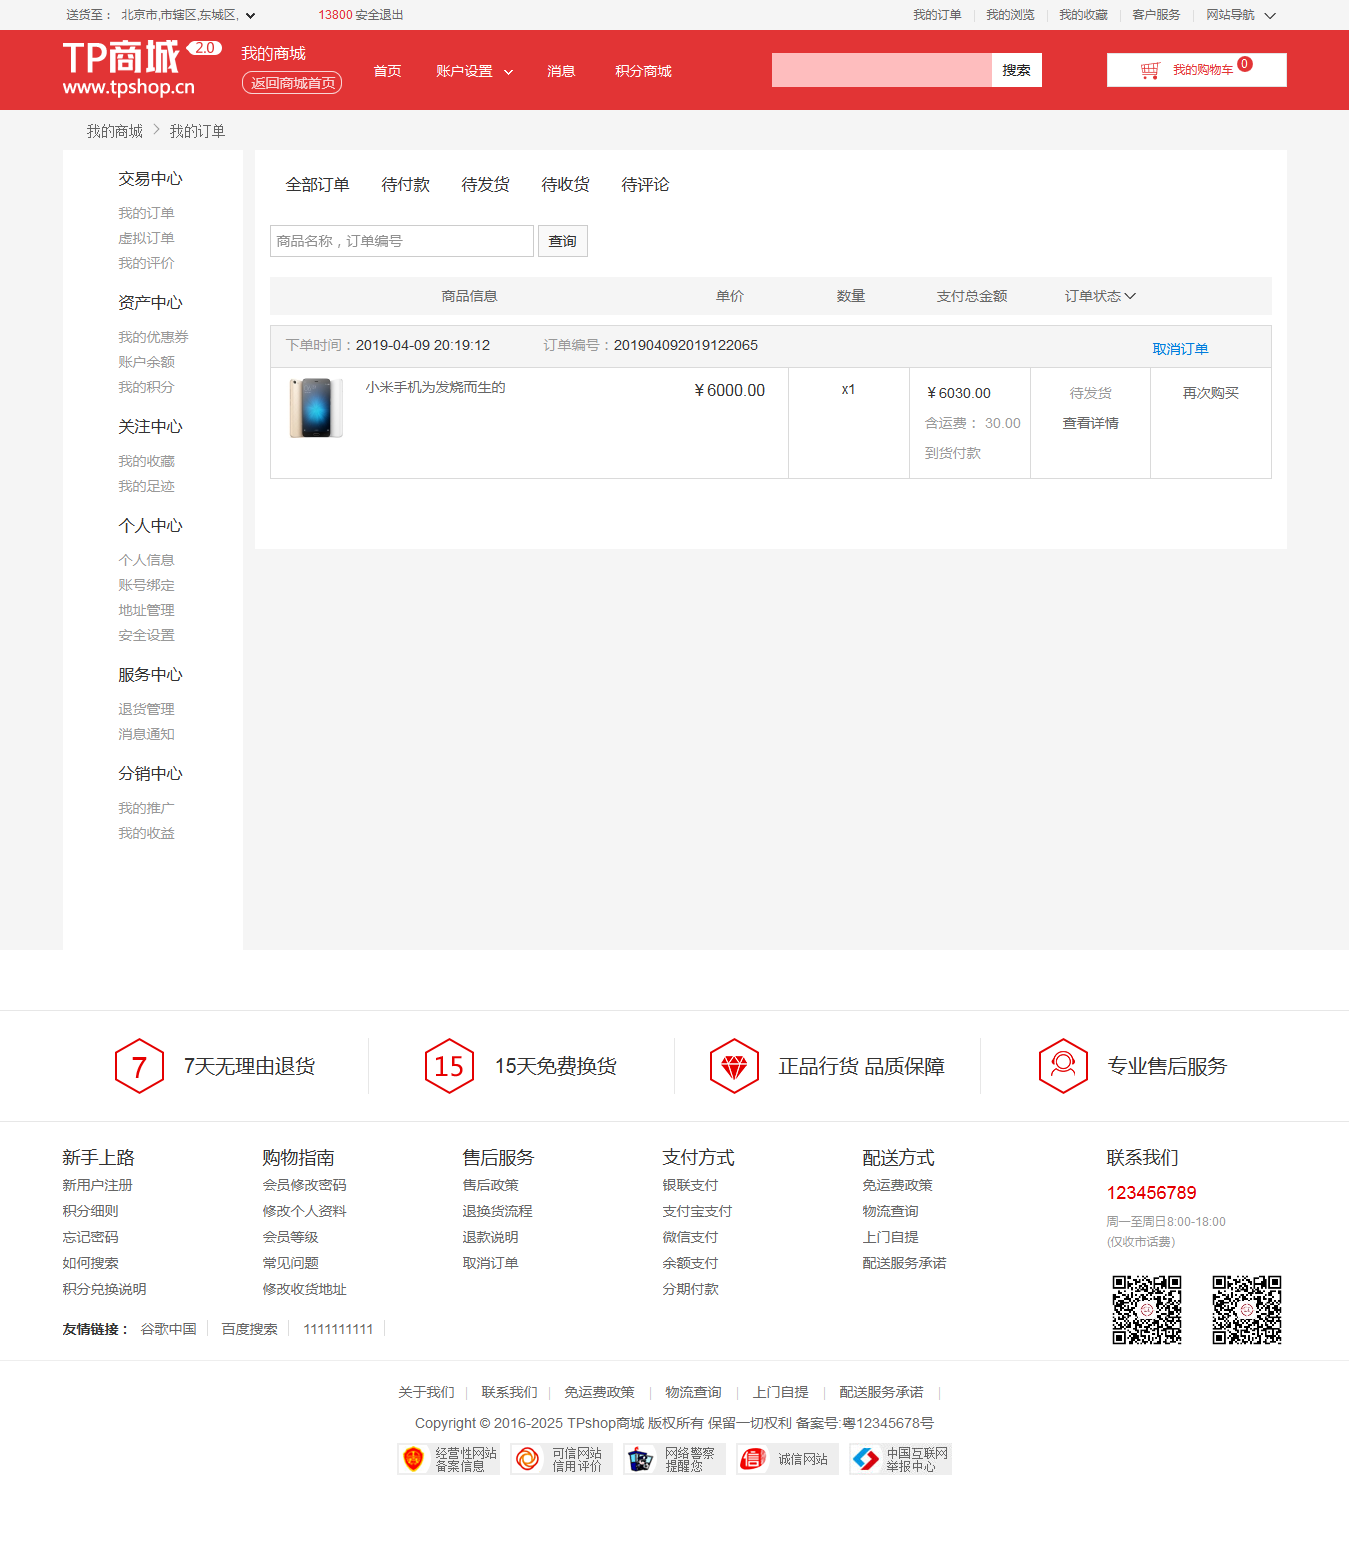 送货至： 北京市,市辖区,东城区, 13800 安全退出 我的订单 我的浏览 我的收藏 客户服务 网站导航
TP商城 2.0
www.tpshop.cn
我的商城
返回商城首页
首页 账户设置 消息 积分商城 搜索 我的购物车 0
我的商城 我的订单
交易中心
我的订单
虚拟订单
我的评价
资产中心
我的优惠券
账户余额
我的积分
关注中心
我的收藏
我的足迹
个人中心
个人信息
账号绑定
地址管理
安全设置
服务中心
退货管理
消息通知
分销中心
我的推广
我的收益
全部订单 待付款 待发货 待收货 待评论
商品名称，订单编号 查询
商品信息 单价 数量 支付总金额 订单状态
下单时间：2019-04-09 20:19:12 订单编号：201904092019122065 取消订单
小米手机为发烧而生的 ￥6000.00 x1 ￥6030.00 待发货 再次购买
含运费： 30.00 查看详情
到货付款
7 7天无理由退货 15 15天免费换货 正品行货 品质保障 专业售后服务
新手上路
新用户注册
积分细则
忘记密码
如何搜索
积分兑换说明
购物指南
会员修改密码
修改个人资料
会员等级
常见问题
修改收货地址
售后服务
售后政策
退换货流程
退款说明
取消订单
支付方式
银联支付
支付宝支付
微信支付
余额支付
分期付款
配送方式
免运费政策
物流查询
上门自提
配送服务承诺
联系我们
123456789
周一至周日8:00-18:00
(仅收市话费)
友情链接： 谷歌中国 百度搜索 1111111111
关于我们 联系我们 免运费政策 物流查询 上门自提 配送服务承诺
Copyright © 2016-2025 TPshop商城 版权所有 保留一切权利 备案号:粤12345678号
经营性网站
备案信息
可信网站
信用评价
网络警察
提醒您
诚信网站
中国互联网
举报中心